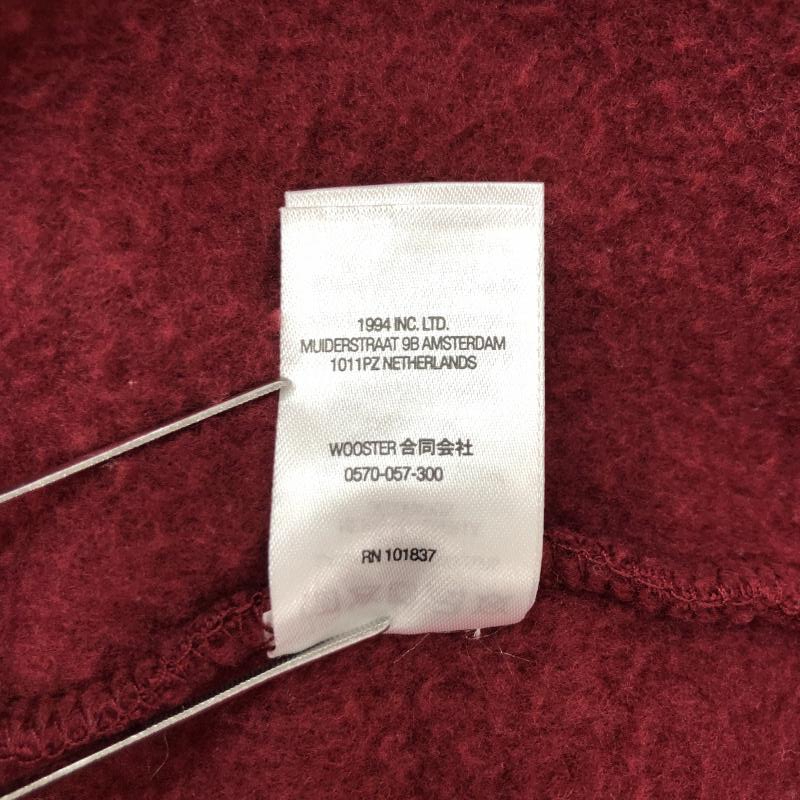 1994 INC. LTD.
MUIDERSTRAAT 9B AMSTERDAM
1011PZ NETHERLANDS
WOOSTER 合同会社
0570-057-300
RN 101837